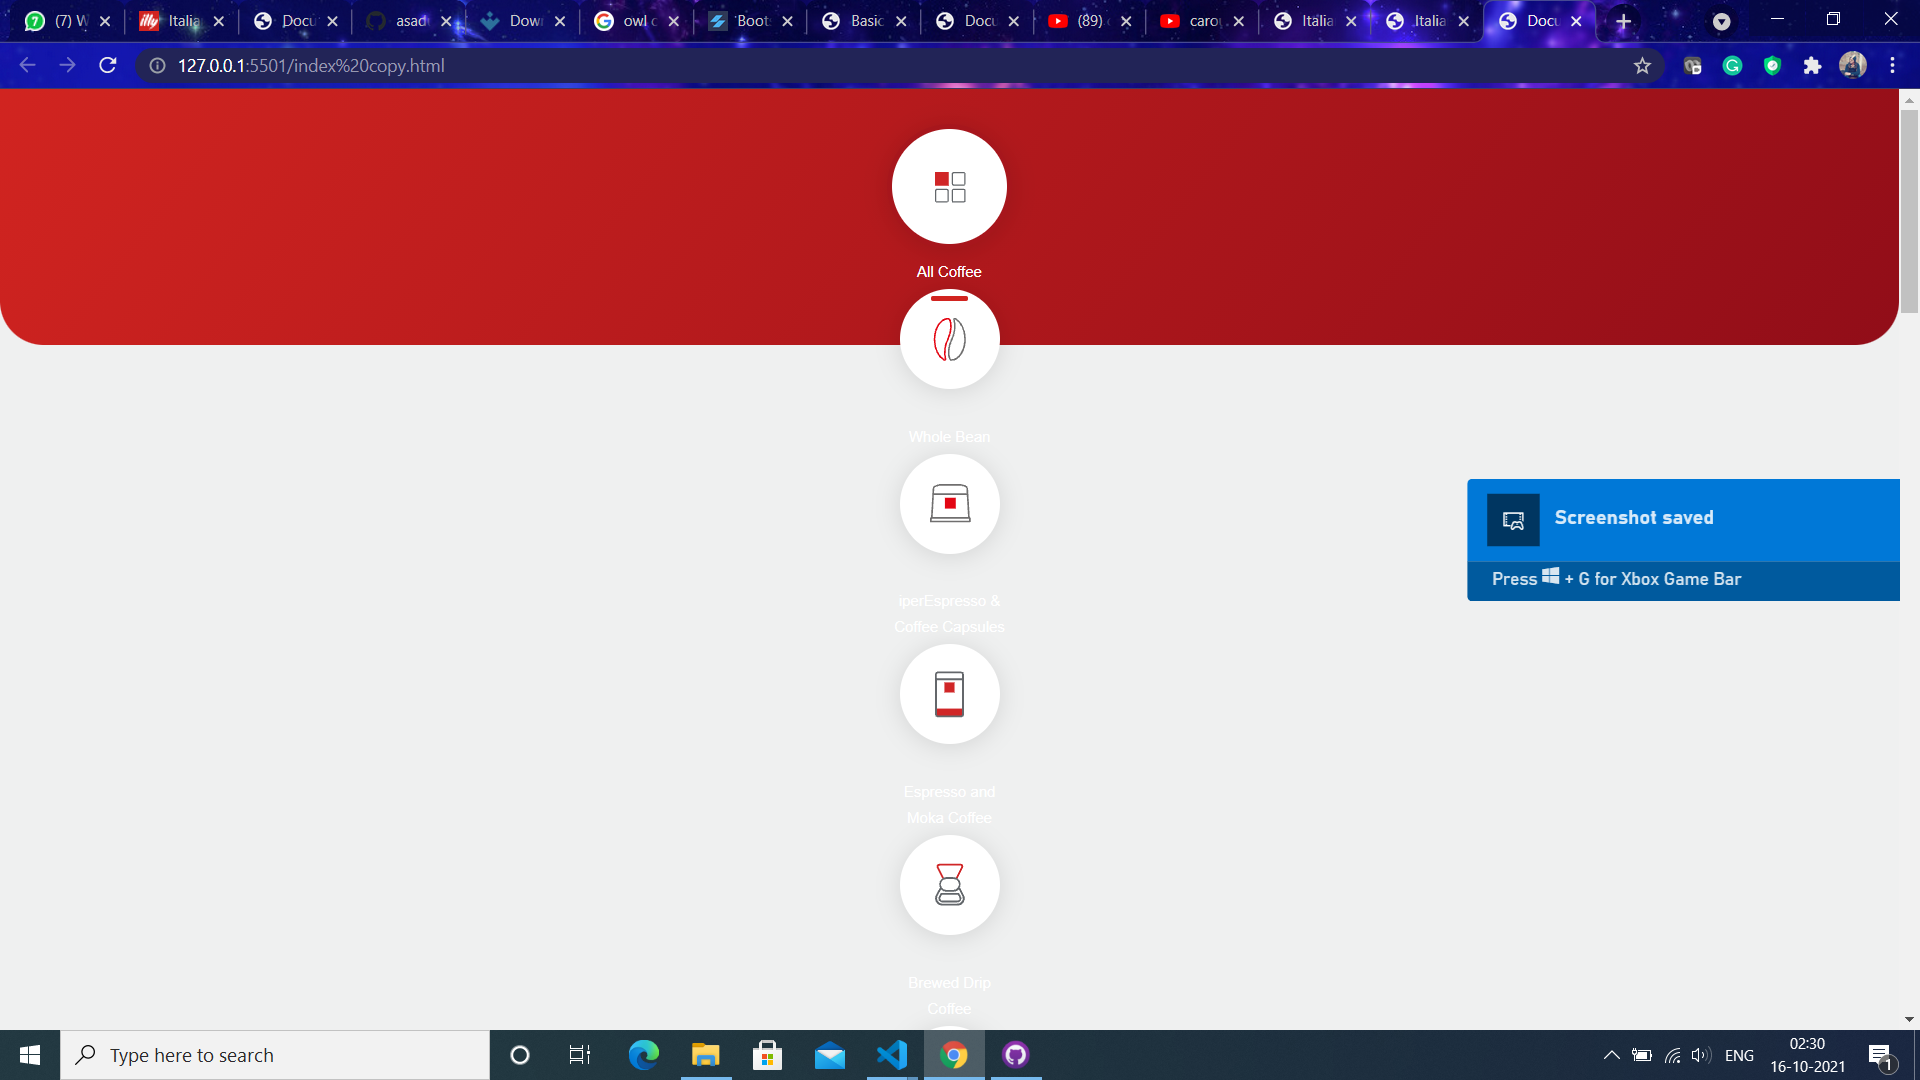 (7) W
Italia
Docu
asad
Dow
owl c
Boots
Basic
Docu
(89) c
carou
Italia
Italia
Docu
127.0.0.1:5501/index%20copy.html
All Coffee
Whole Bean
iperEspresso &
Coffee Capsules
Espresso and
Moka Coffee
Brewed Drip
Coffee
Screenshot saved
Press + G for Xbox Game Bar
Type here to search
ENG
02:30
16-10-2021
1